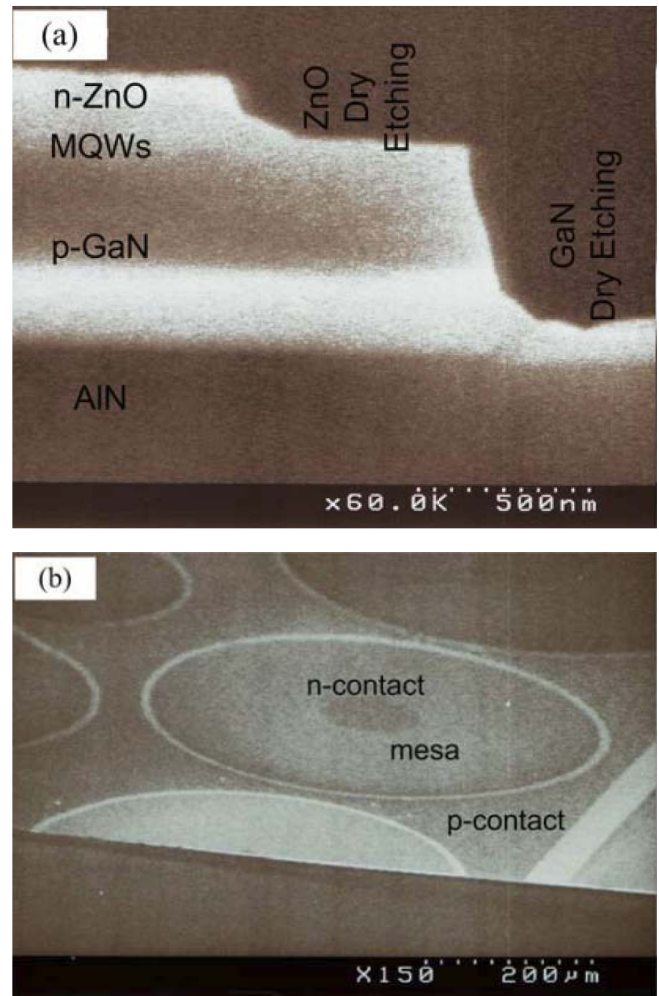 (a)
n-ZnO
MQWs
p-GaN
AlN
ZnO
Dry
Etching
GaN
Dry Etching
x60.0K 500nm
(b)
n-contact
mesa
p-contact
X150 200µm